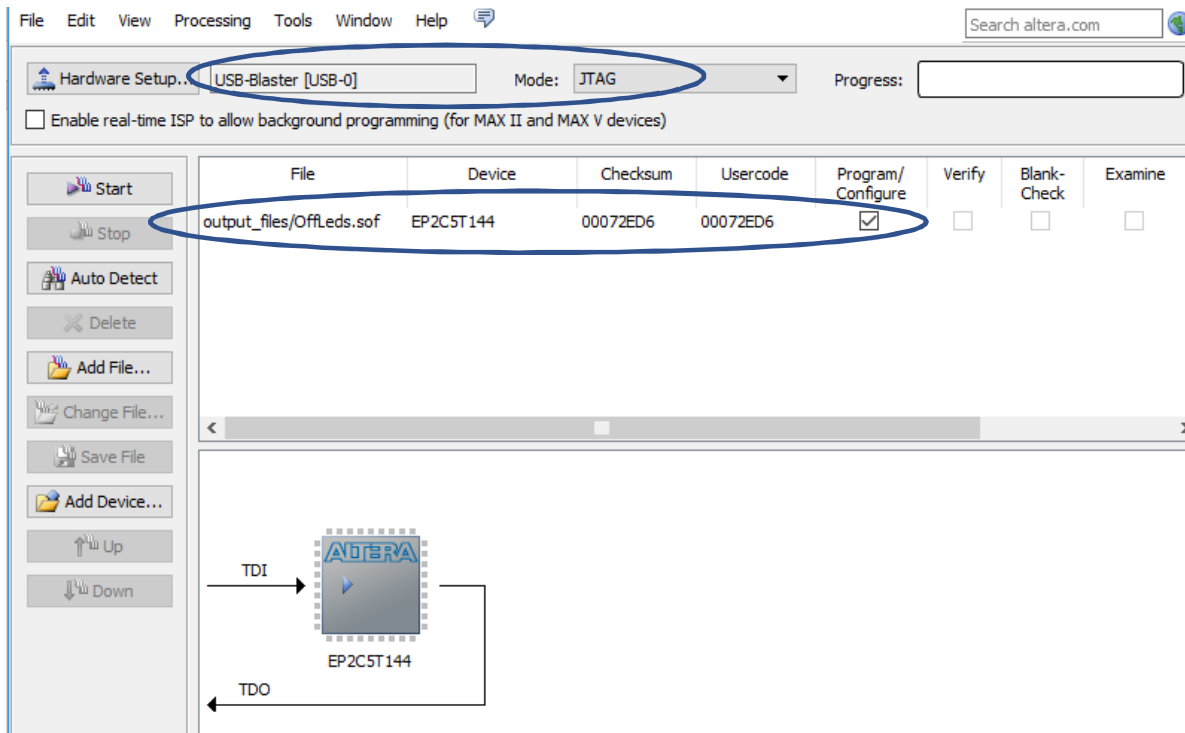 File Edit View Processing Tools Window Help
Search altera.com
Hardware Setup... USB-Blaster [USB-0] Mode: JTAG Progress:
Enable real-time ISP to allow background programming (for MAX II and MAX V devices)
Start
Stop
Auto Detect
Delete
Add File...
Change File...
Save File
Add Device...
Up
Down
File Device Checksum Usercode Program/ Configure Verify Blank- Check Examine
output_files/OffLeds.sof EP2C5T144 00072ED6 00072ED6
TDI
ALTERA
EP2C5T144
TDO